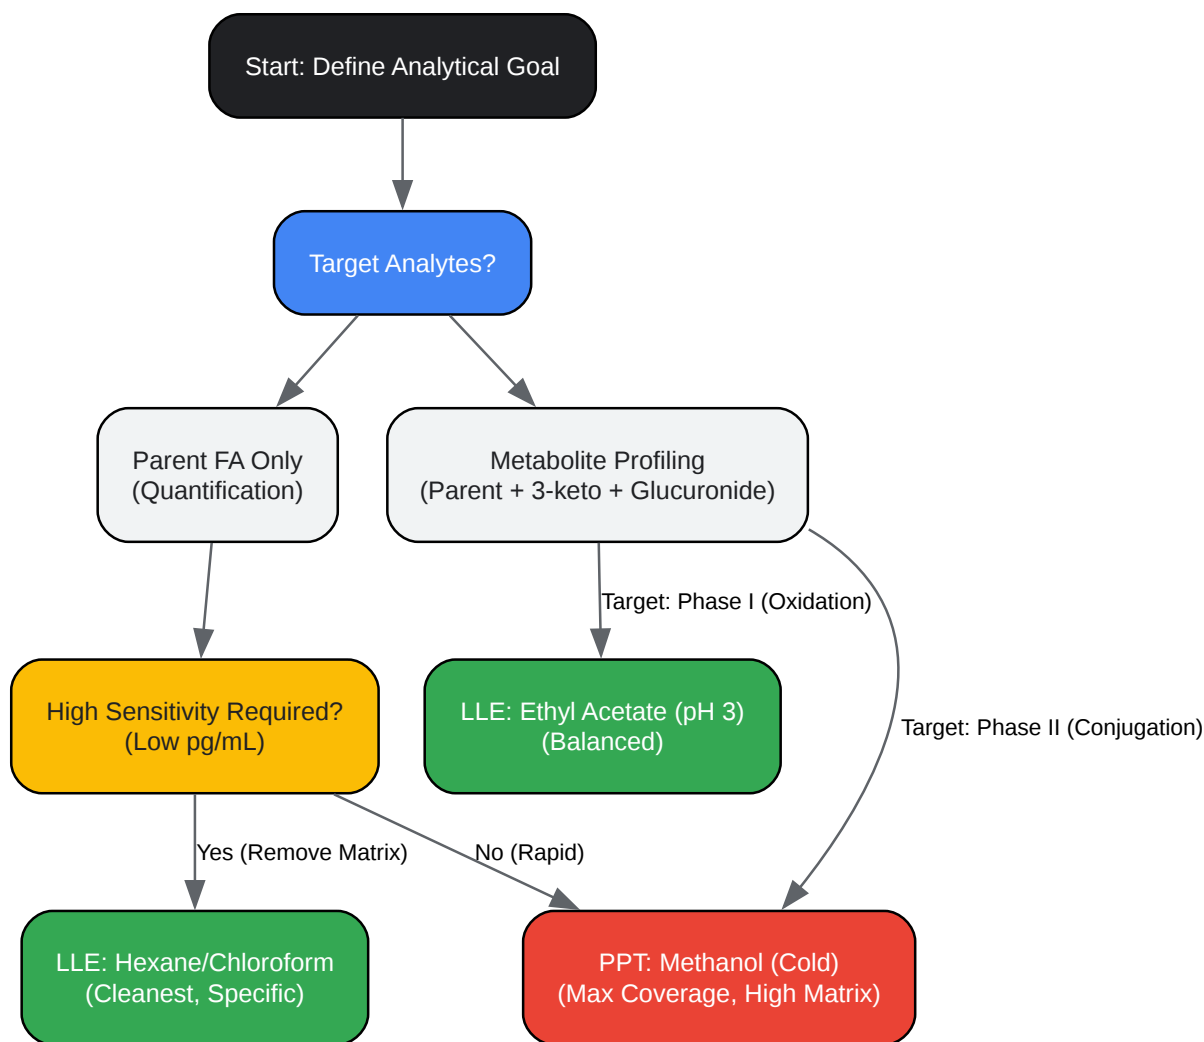 Start: Define Analytical Goal
Target Analytes?
Parent FA Only
(Quantification)
Metabolite Profiling
(Parent + 3-keto + Glucuronide)
Target: Phase I (Oxidation)
High Sensitivity Required?
(Low pg/mL)
LLE: Ethyl Acetate (pH 3)
(Balanced)
Target: Phase II (Conjugation)
Yes (Remove Matrix)
No (Rapid)
LLE: Hexane/Chloroform
(Cleanest, Specific)
PPT: Methanol (Cold)
(Max Coverage, High Matrix)